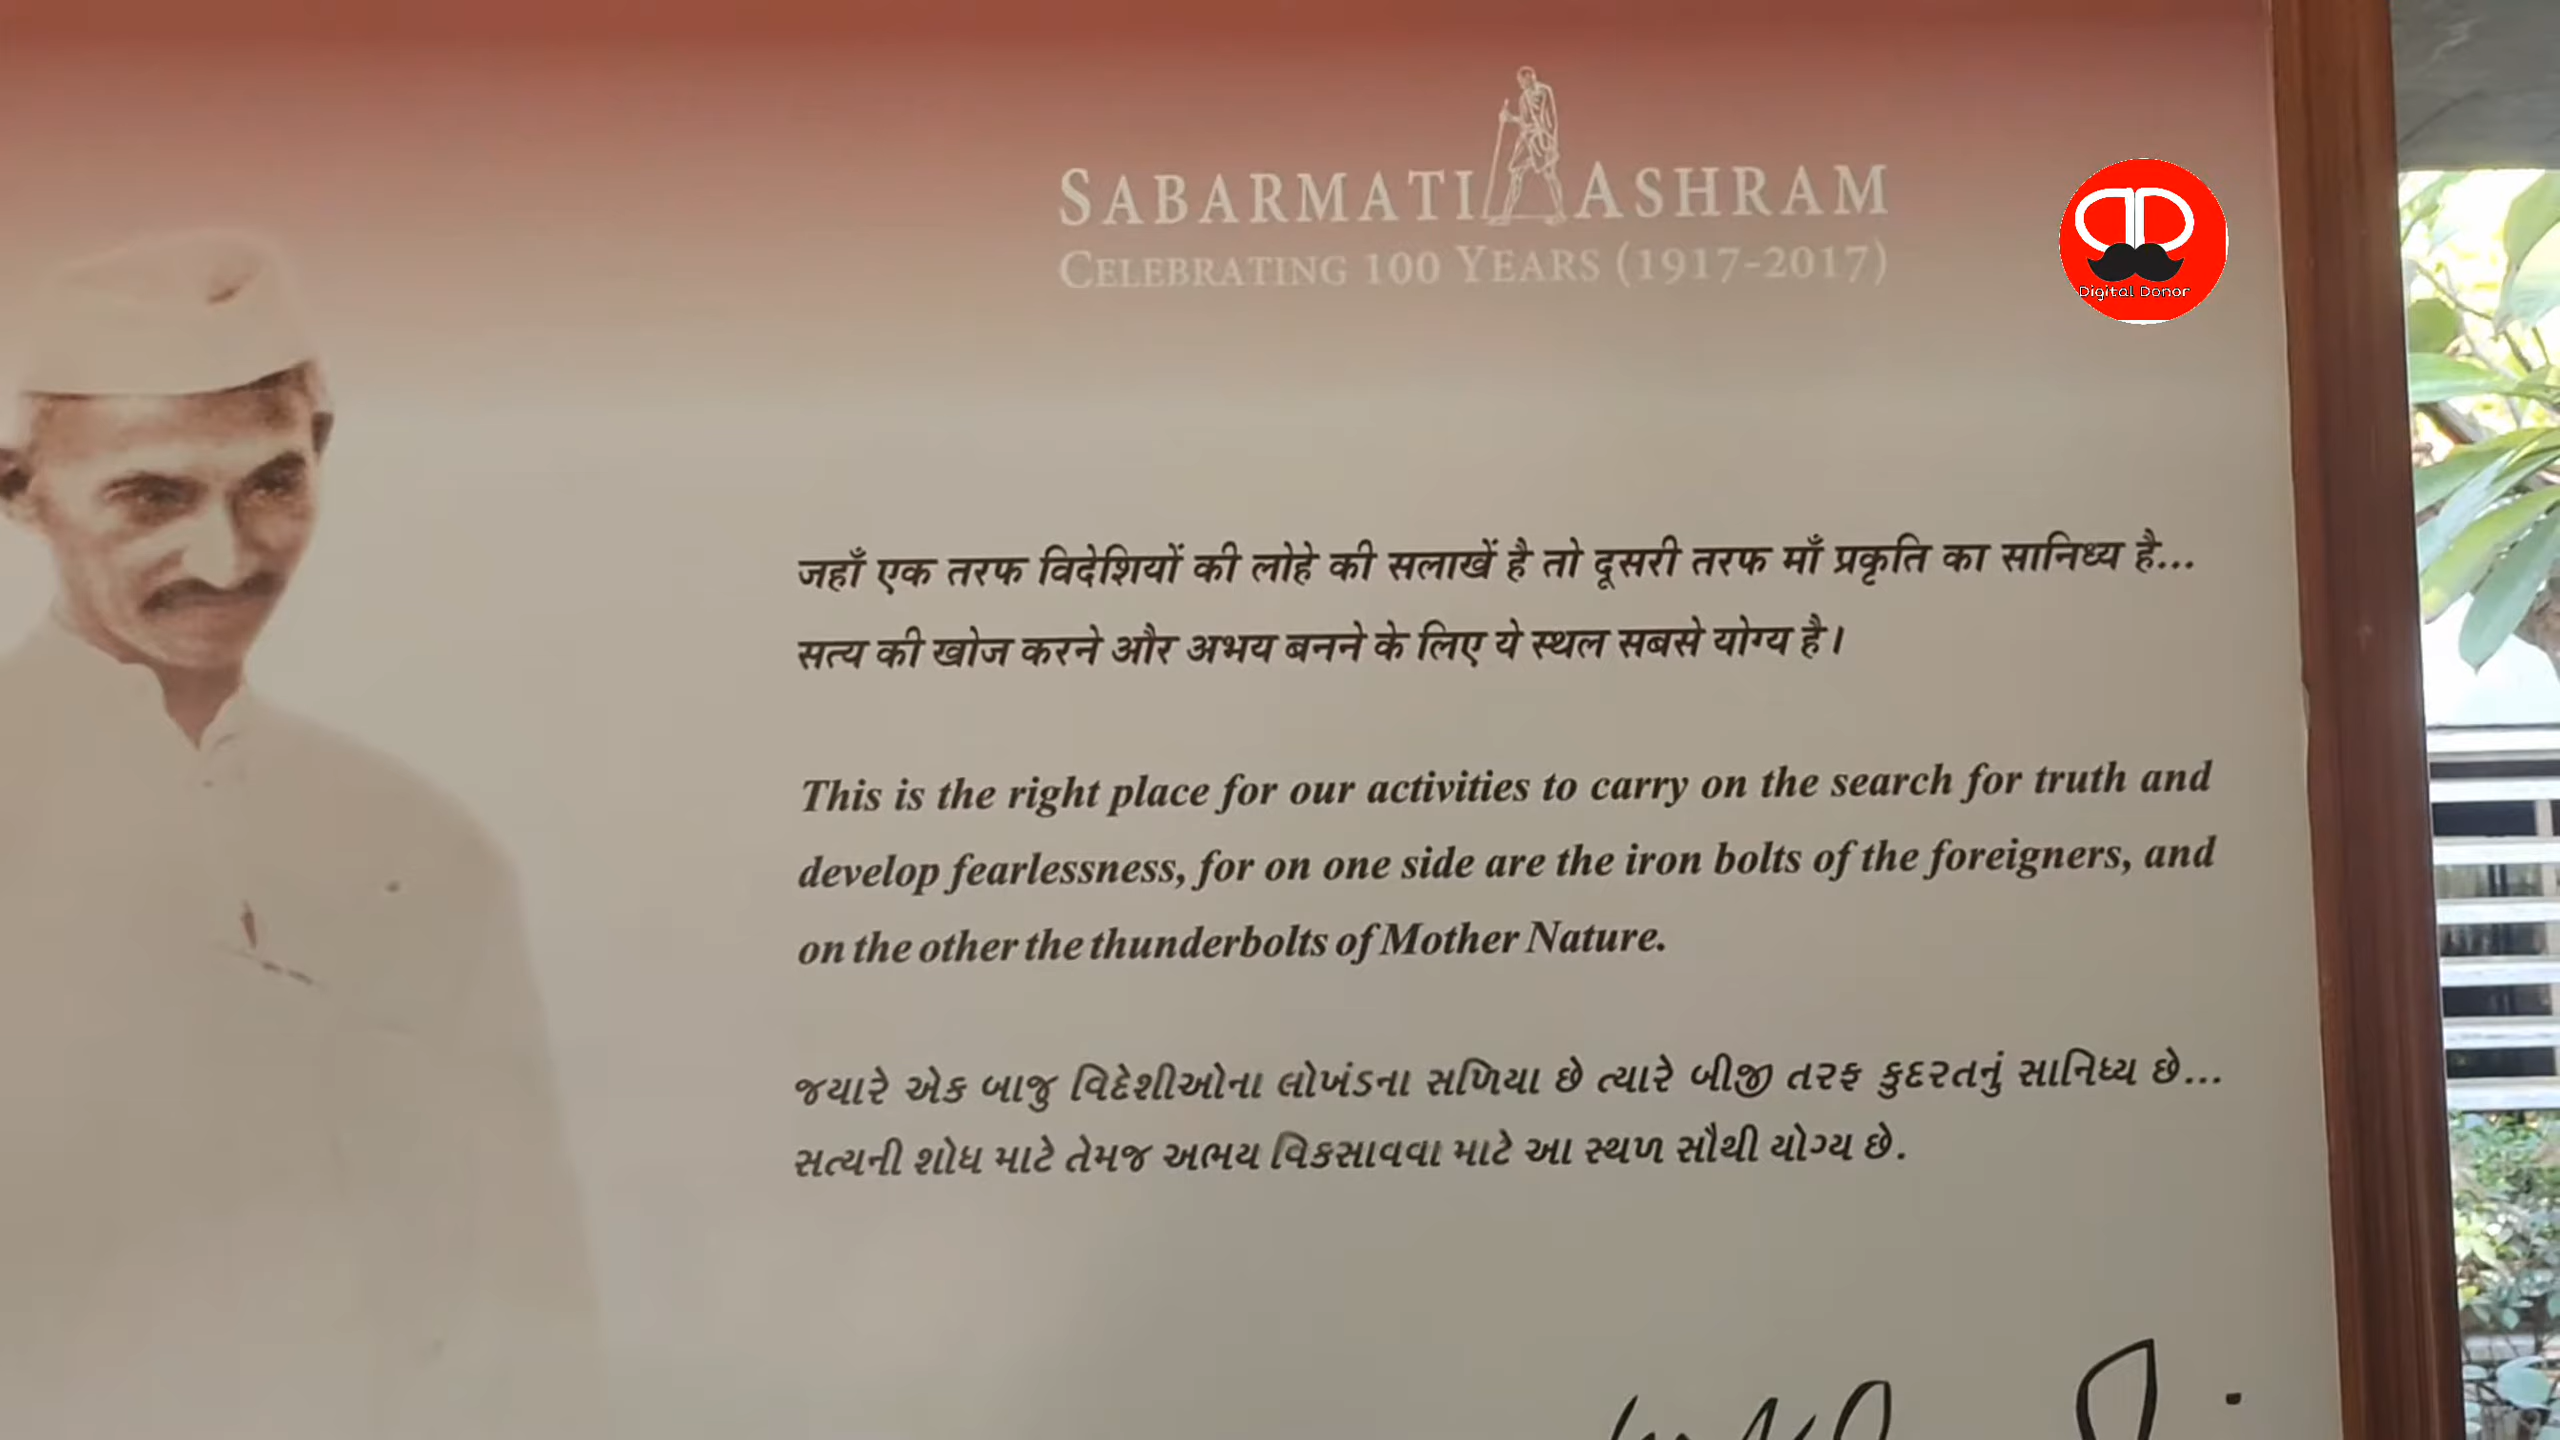 SABARMATI ASHRAM
CELEBRATING 100 YEARS (1917-2017)
Digital Donor
जहाँ एक तरफ विदेशियों की लोहे की सलाखें है तो दूसरी तरफ माँ प्रकृति का सानिध्य है...
सत्य की खोज करने और अभय बनने के लिए ये स्थल सबसे योग्य है।
This is the right place for our activities to carry on the search for truth and
develop fearlessness, for on one side are the iron bolts of the foreigners, and
on the other the thunderbolts of Mother Nature.
જયારે એક બાજુ વિદેશીઓના લોખંડના સળિયા છે ત્યારે બીજી તરફ કુદરતનું સાનિધ્ય છે...
સત્યની શોધ માટે તેમજ અભય વિકસાવવા માટે આ સ્થળ સૌથી યોગ્ય છે.